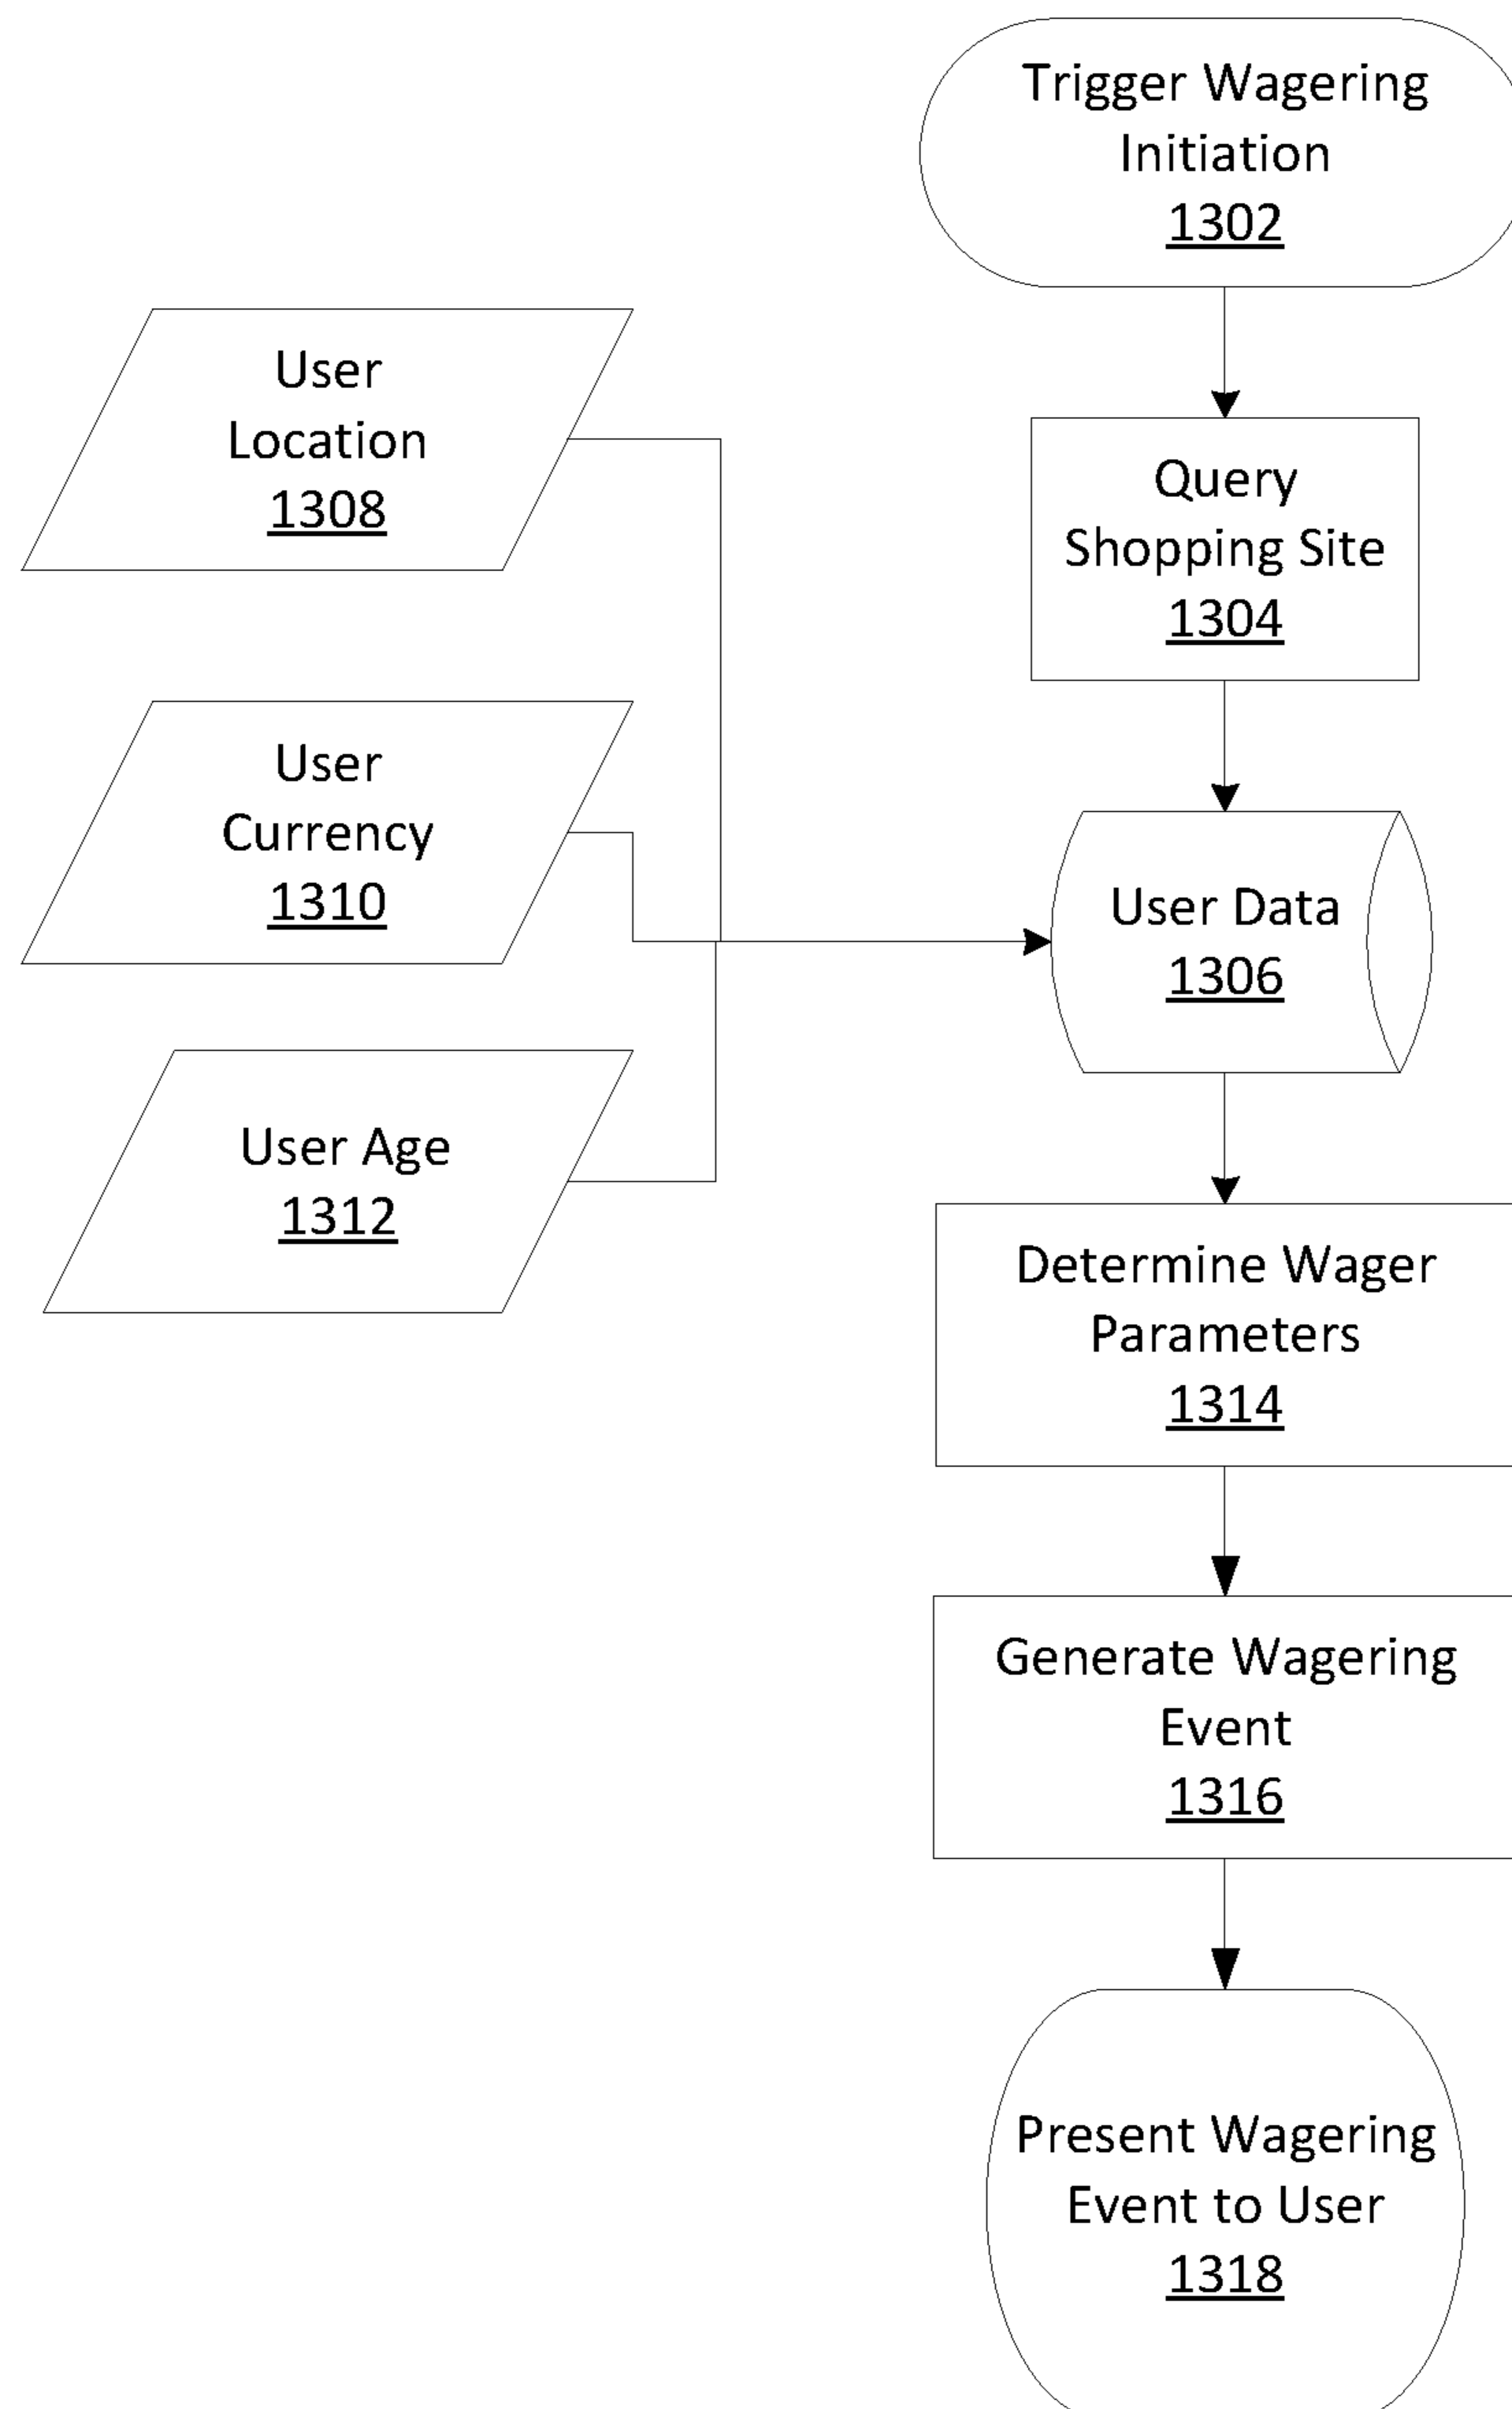 Trigger Wagering
Initiation
1302
User
Location
1308
Query
Shopping Site
1304
User
Currency
1310
User Data
1306
User Age
1312
Determine Wager
Parameters
1314
Generate Wagering
Event
1316
Present Wagering
Event to User
1318